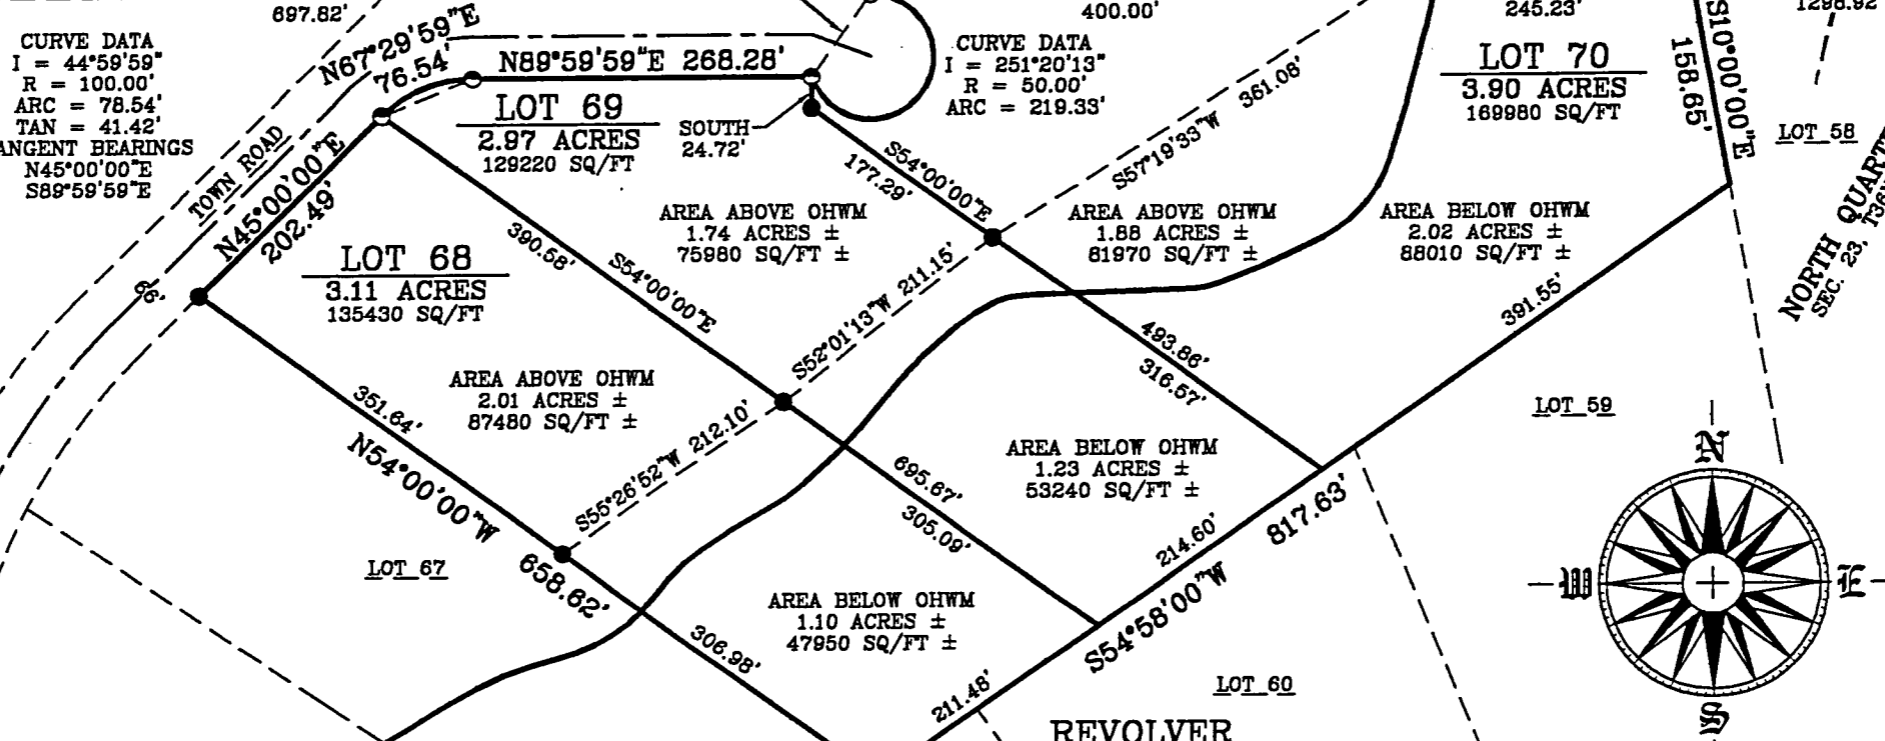 697.82'
400.00'
245.23'
CURVE DATA
I = 44°59'59"
R = 100.00'
ARC = 78.54'
TAN = 41.42'
ANGENT BEARINGS
N45°00'00"E
S89°59'59"E
N67°29'59"E
76.54'
N89°59'59"E 268.28'
CURVE DATA
I = 251°20'13"
R = 50.00'
ARC = 219.33'
LOT 70
3.90 ACRES
169980 SQ/FT
S10°00'00"E
158.65'
LOT 58
NORTH QUART
SEC. 23,
LOT 69
2.97 ACRES
129220 SQ/FT
SOUTH
24.72'
TOWN ROAD
N45°00'00"E
202.49'
66'
S54°00'00"E
177.29'
S57°19'33"W 361.08'
AREA ABOVE OHWM
1.74 ACRES ±
75980 SQ/FT ±
AREA ABOVE OHWM
1.88 ACRES ±
81970 SQ/FT ±
AREA BELOW OHWM
2.02 ACRES ±
88010 SQ/FT ±
LOT 68
3.11 ACRES
135430 SQ/FT
390.58'
S54°00'00"E
S52°01'13"W 211.15'
493.86'
316.57'
391.55'
AREA ABOVE OHWM
2.01 ACRES ±
87480 SQ/FT ±
351.64'
N54°00'00"W
658.62'
S55°26'52"W 212.10'
LOT 59
AREA BELOW OHWM
1.23 ACRES ±
53240 SQ/FT ±
695.67'
305.09'
214.60'
817.63'
S54°58'00"W
LOT 67
306.98'
AREA BELOW OHWM
1.10 ACRES ±
47950 SQ/FT ±
211.48'
LOT 60
REVOLVER
N
W
E
S